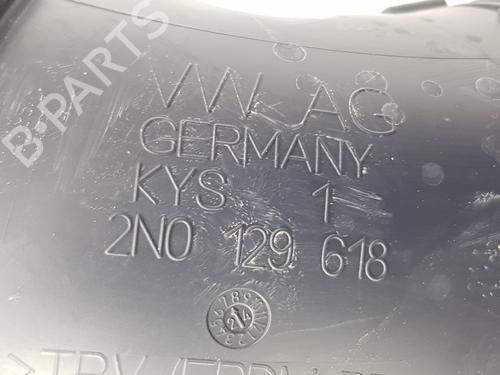 B-PARTS
VW AG
GERMANY
KYS 1
2N0 129 618